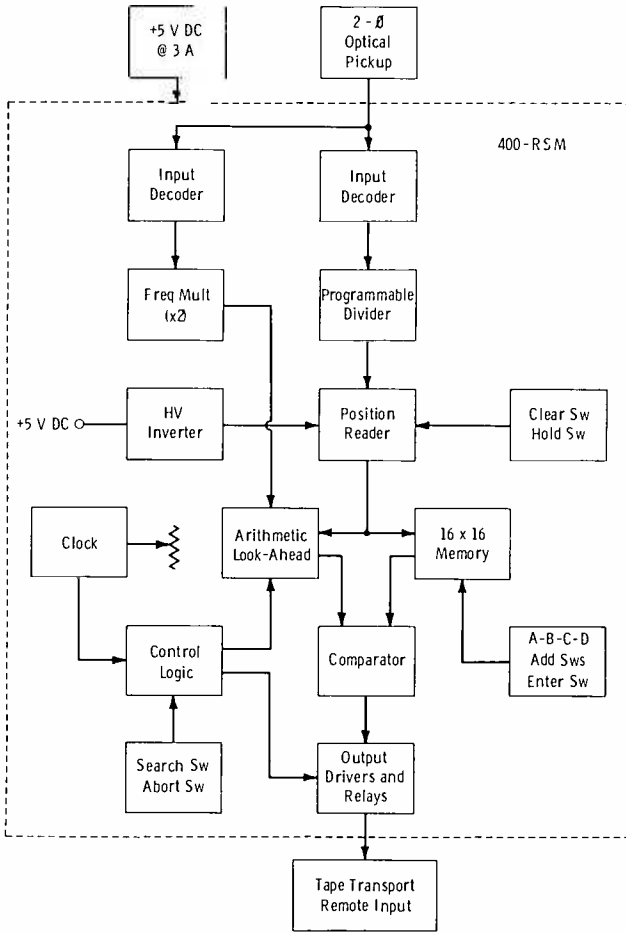 +5 V DC
@ 3 A
2 - Ø
Optical
Pickup
400-RSM
Input
Decoder
Input
Decoder
Freq Mult
(x2)
Programmable
Divider
+5 V DC
HV
Inverter
Position
Reader
Clear Sw
Hold Sw
Clock
Arithmetic
Look-Ahead
16 x 16
Memory
Control
Logic
Comparator
A-B-C-D
Add Sws
Enter Sw
Search Sw
Abort Sw
Output
Drivers and
Relays
Tape Transport
Remote Input